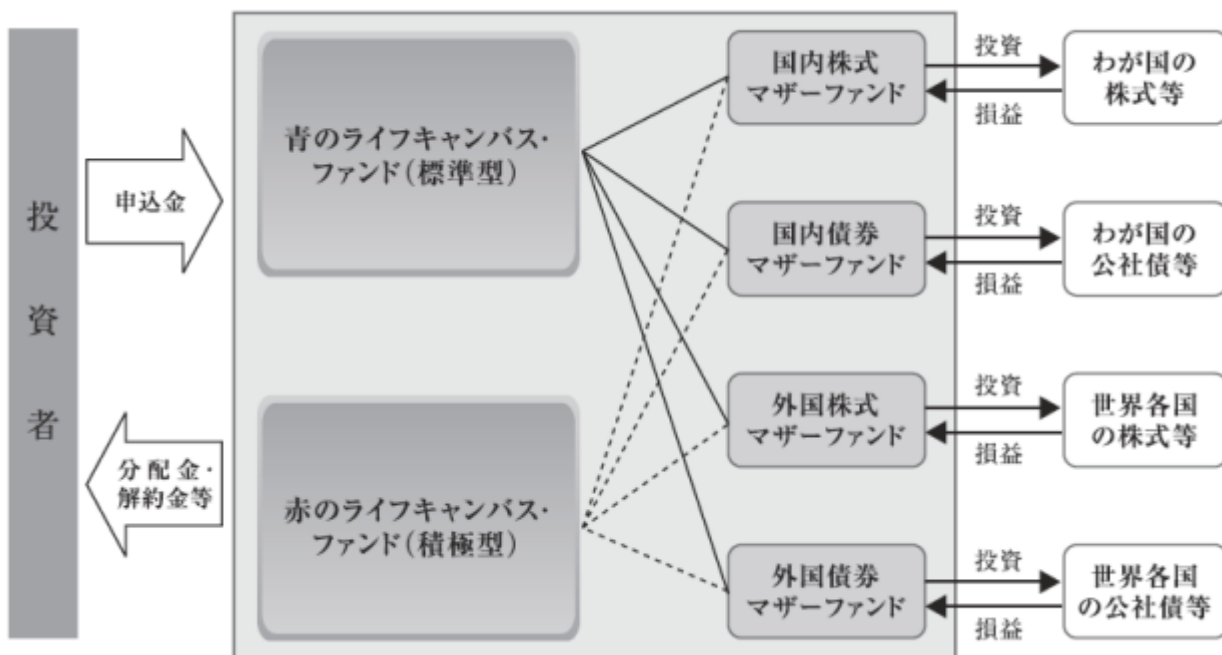 投資者
申込金
分配金・
解約金等
青のライフキャンバス・
ファンド(標準型)
赤のライフキャンバス・
ファンド(積極型)
国内株式
マザーファンド
投資
損益
わが国の
株式等
国内債券
マザーファンド
投資
損益
わが国の
公社債等
外国株式
マザーファンド
投資
損益
世界各国
の株式等
外国債券
マザーファンド
投資
損益
世界各国
の公社債等